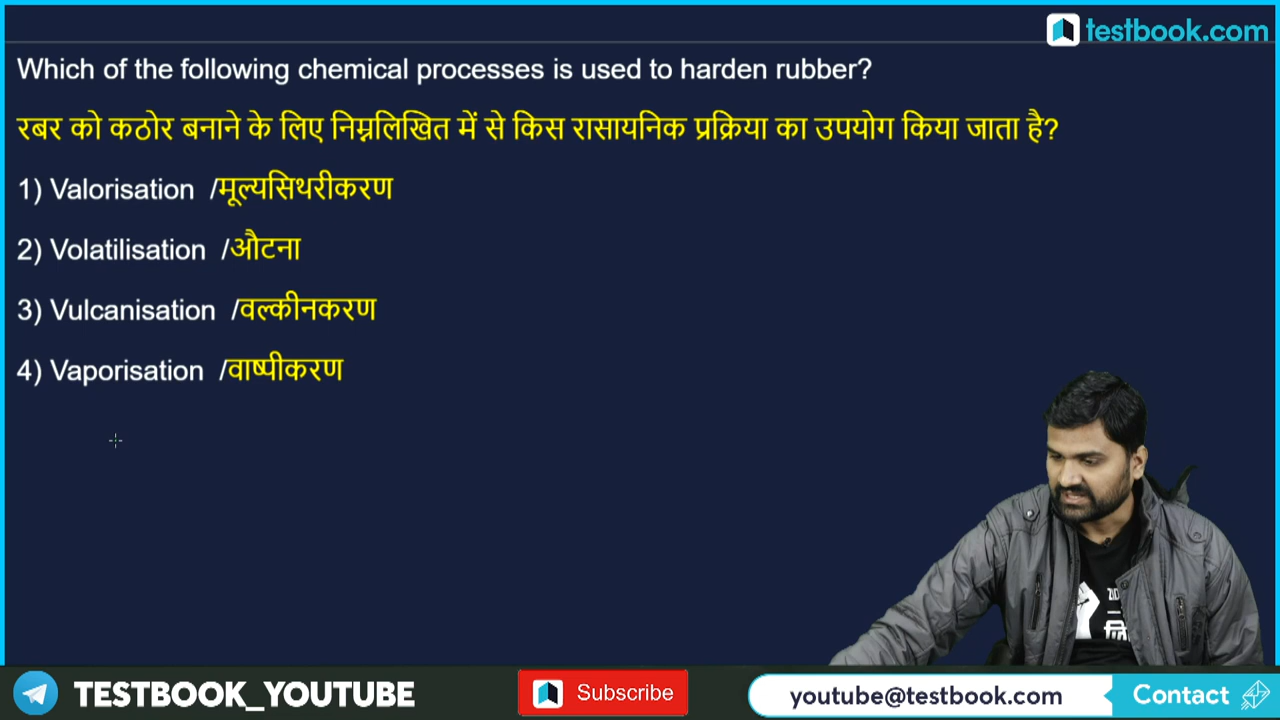 testbook.com
Which of the following chemical processes is used to harden rubber?
रबर को कठोर बनाने के लिए निम्नलिखित में से किस रासायनिक प्रक्रिया का उपयोग किया जाता है?
1) Valorisation /मूल्यसिथरीकरण
2) Volatilisation /औटना
3) Vulcanisation /वल्कीनकरण
4) Vaporisation /वाष्पीकरण
TESTBOOK_YOUTUBE
Subscribe
youtube@testbook.com
Contact